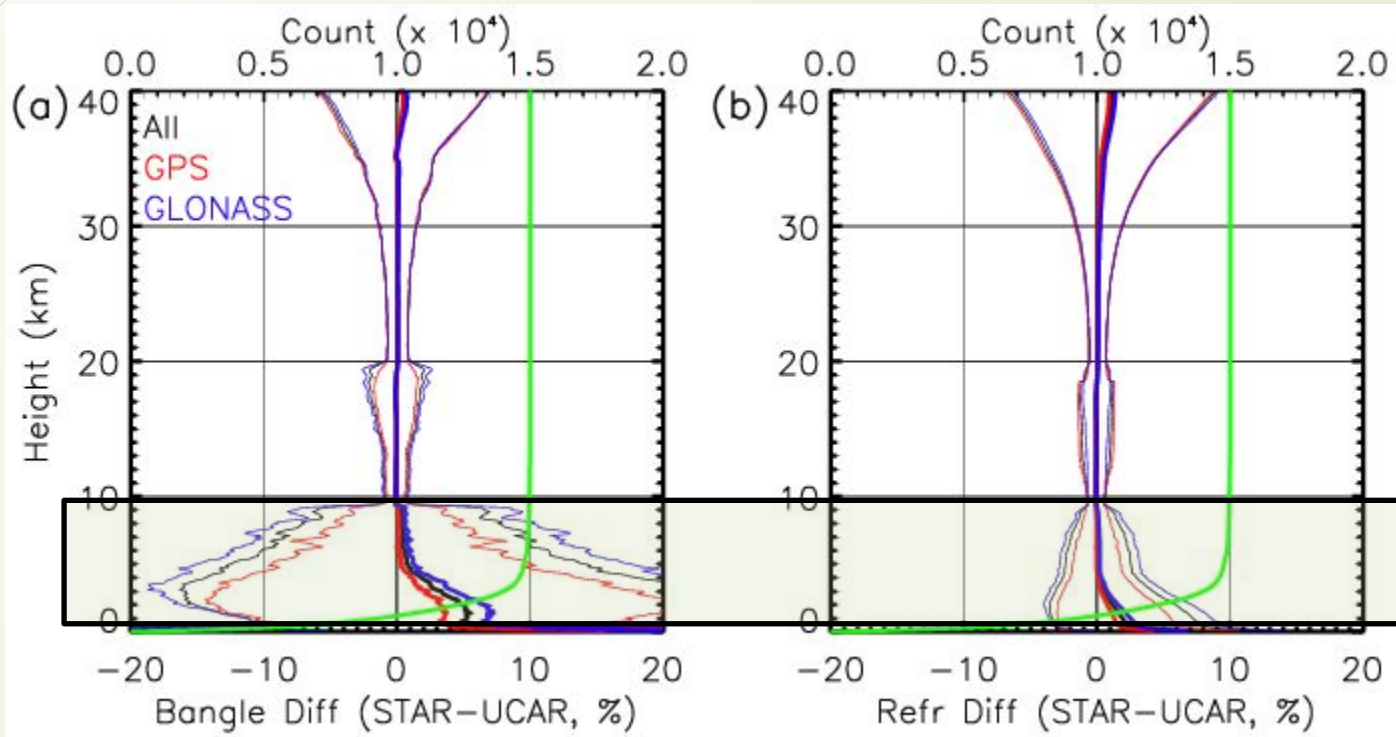 Count (x 10⁴)
0.0 0.5 1.0 1.5 2.0
(a)
All
GPS
GLONASS
40
30
20
10
0
Height (km)
−20 −10 0 10 20
Bangle Diff (STAR−UCAR, %)
Count (x 10⁴)
0.0 0.5 1.0 1.5 2.0
(b)
40
30
20
10
0
−20 −10 0 10 20
Refr Diff (STAR−UCAR, %)